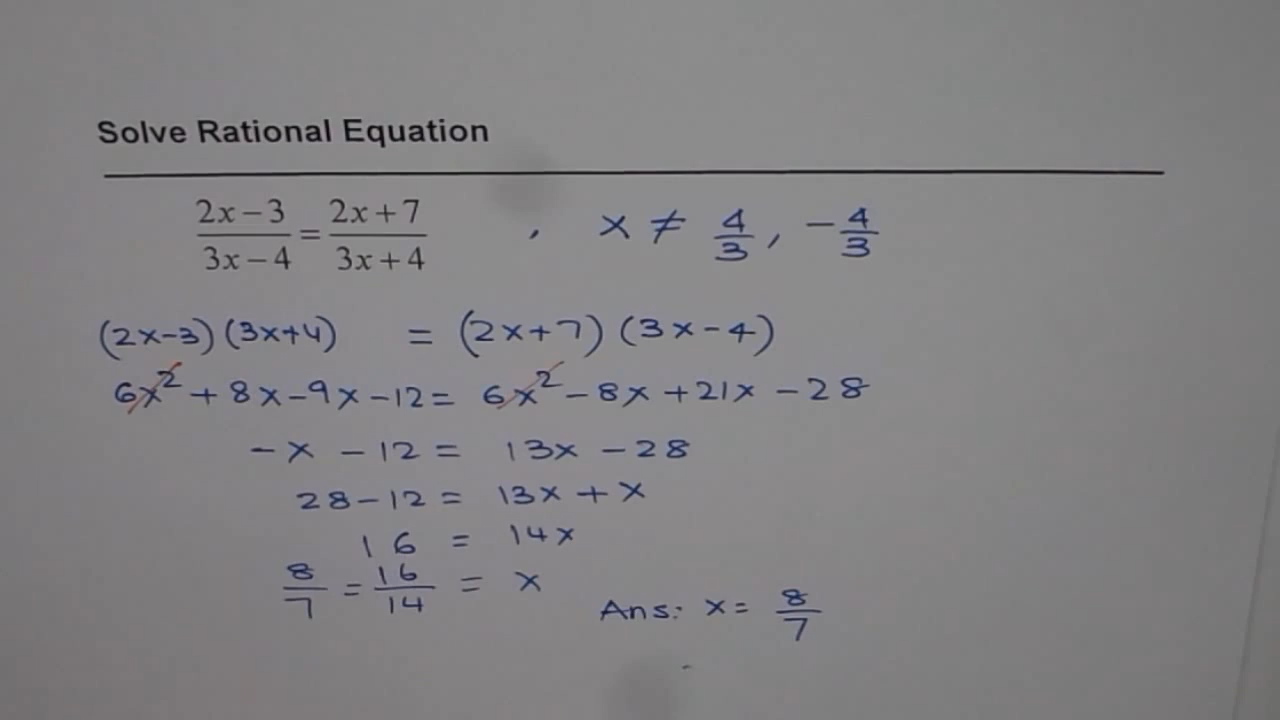 Solve Rational Equation
(2x-3)/(3x-4) = (2x+7)/(3x+4) , x ≠ 4/3, -4/3
(2x-3)(3x+4) = (2x+7)(3x-4)
6x² + 8x - 9x - 12 = 6x² - 8x + 21x - 28
-x - 12 = 13x - 28
28 - 12 = 13x + x
16 = 14x
8/7 = 16/14 = x
Ans: x = 8/7